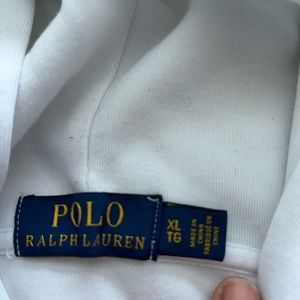 POLO
RALPH LAUREN
XL
TG
MADE IN
CHINA
FABRIQUÉ EN
CHINE